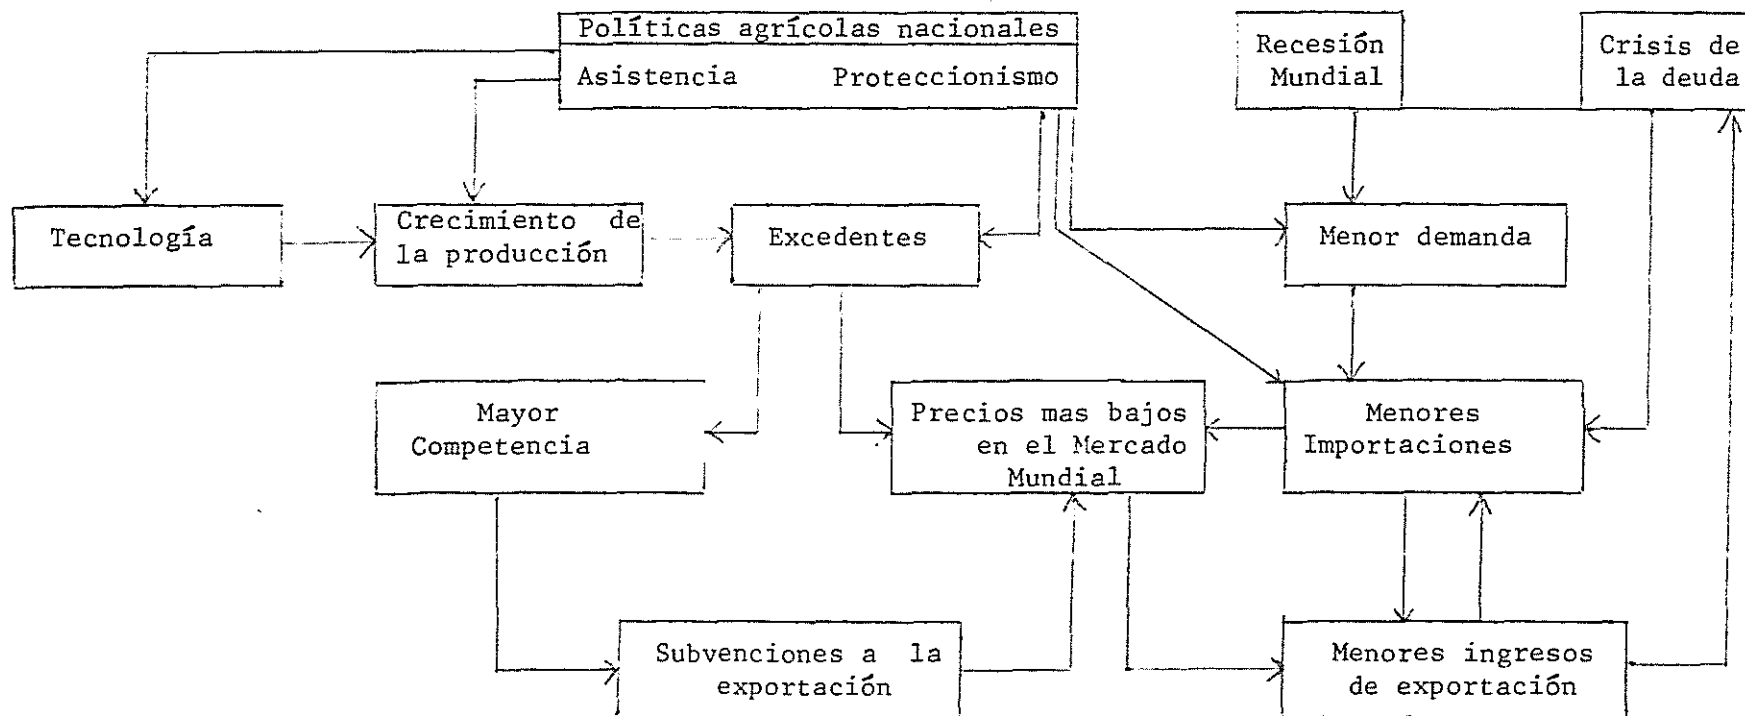 Políticas agrícolas nacionales
Asistencia Proteccionismo
Recesión
Mundial
Crisis de
la deuda
Tecnología
Crecimiento de
la producción
Excedentes
Menor demanda
Mayor
Competencia
Precios mas bajos
en el Mercado
Mundial
Menores
Importaciones
Subvenciones a la
exportación
Menores ingresos
de exportación